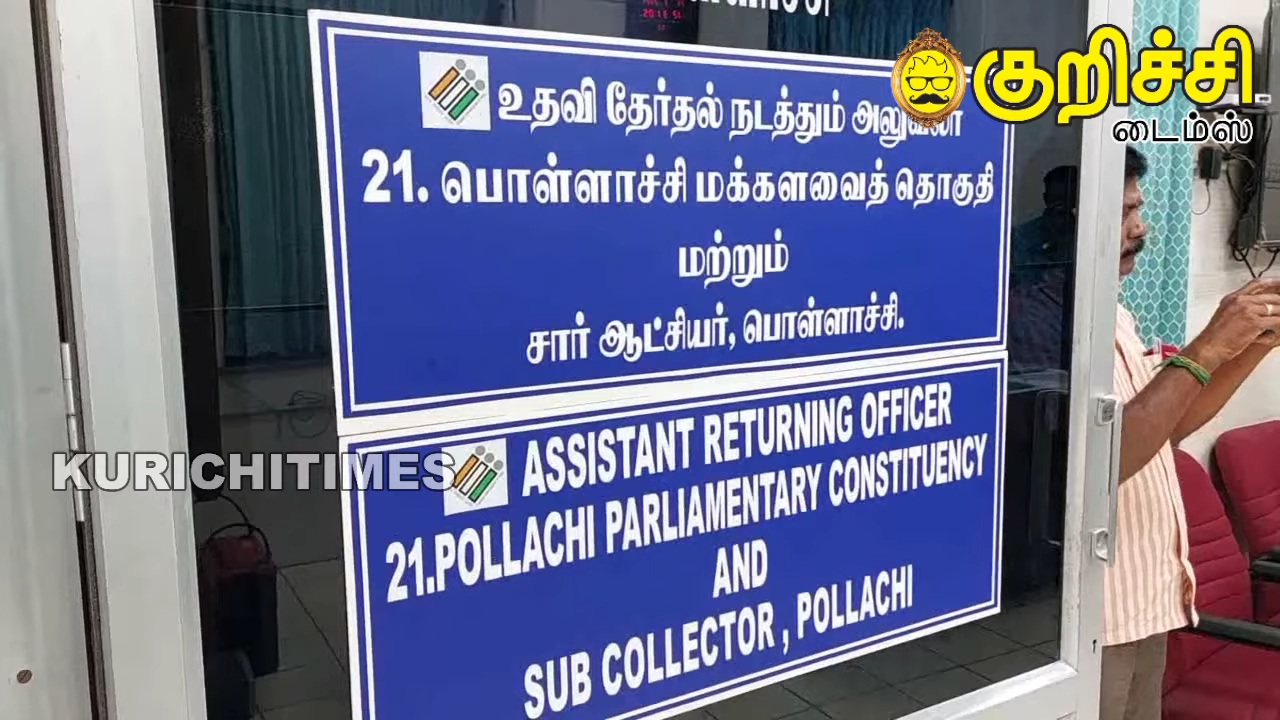 குறிச்சி
டைம்ஸ்
உதவி தேர்தல் நடத்தும் அலுவலர்
21. பொள்ளாச்சி மக்களவைத் தொகுதி
மற்றும்
சார் ஆட்சியர், பொள்ளாச்சி.
KURICHITIMES
ASSISTANT RETURNING OFFICER
21.POLLACHI PARLIAMENTARY CONSTITUENCY
AND
SUB COLLECTOR , POLLACHI